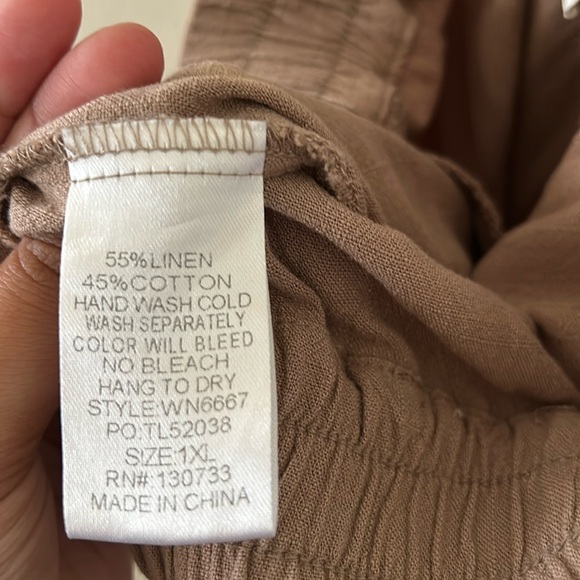 55%LINEN
45%COTTON
HAND WASH COLD
WASH SEPARATELY
COLOR WILL BLEED
NO BLEACH
HANG TO DRY
STYLE:WN6667
PO:TL52038
SIZE:1XL
RN#:130733
MADE IN CHINA